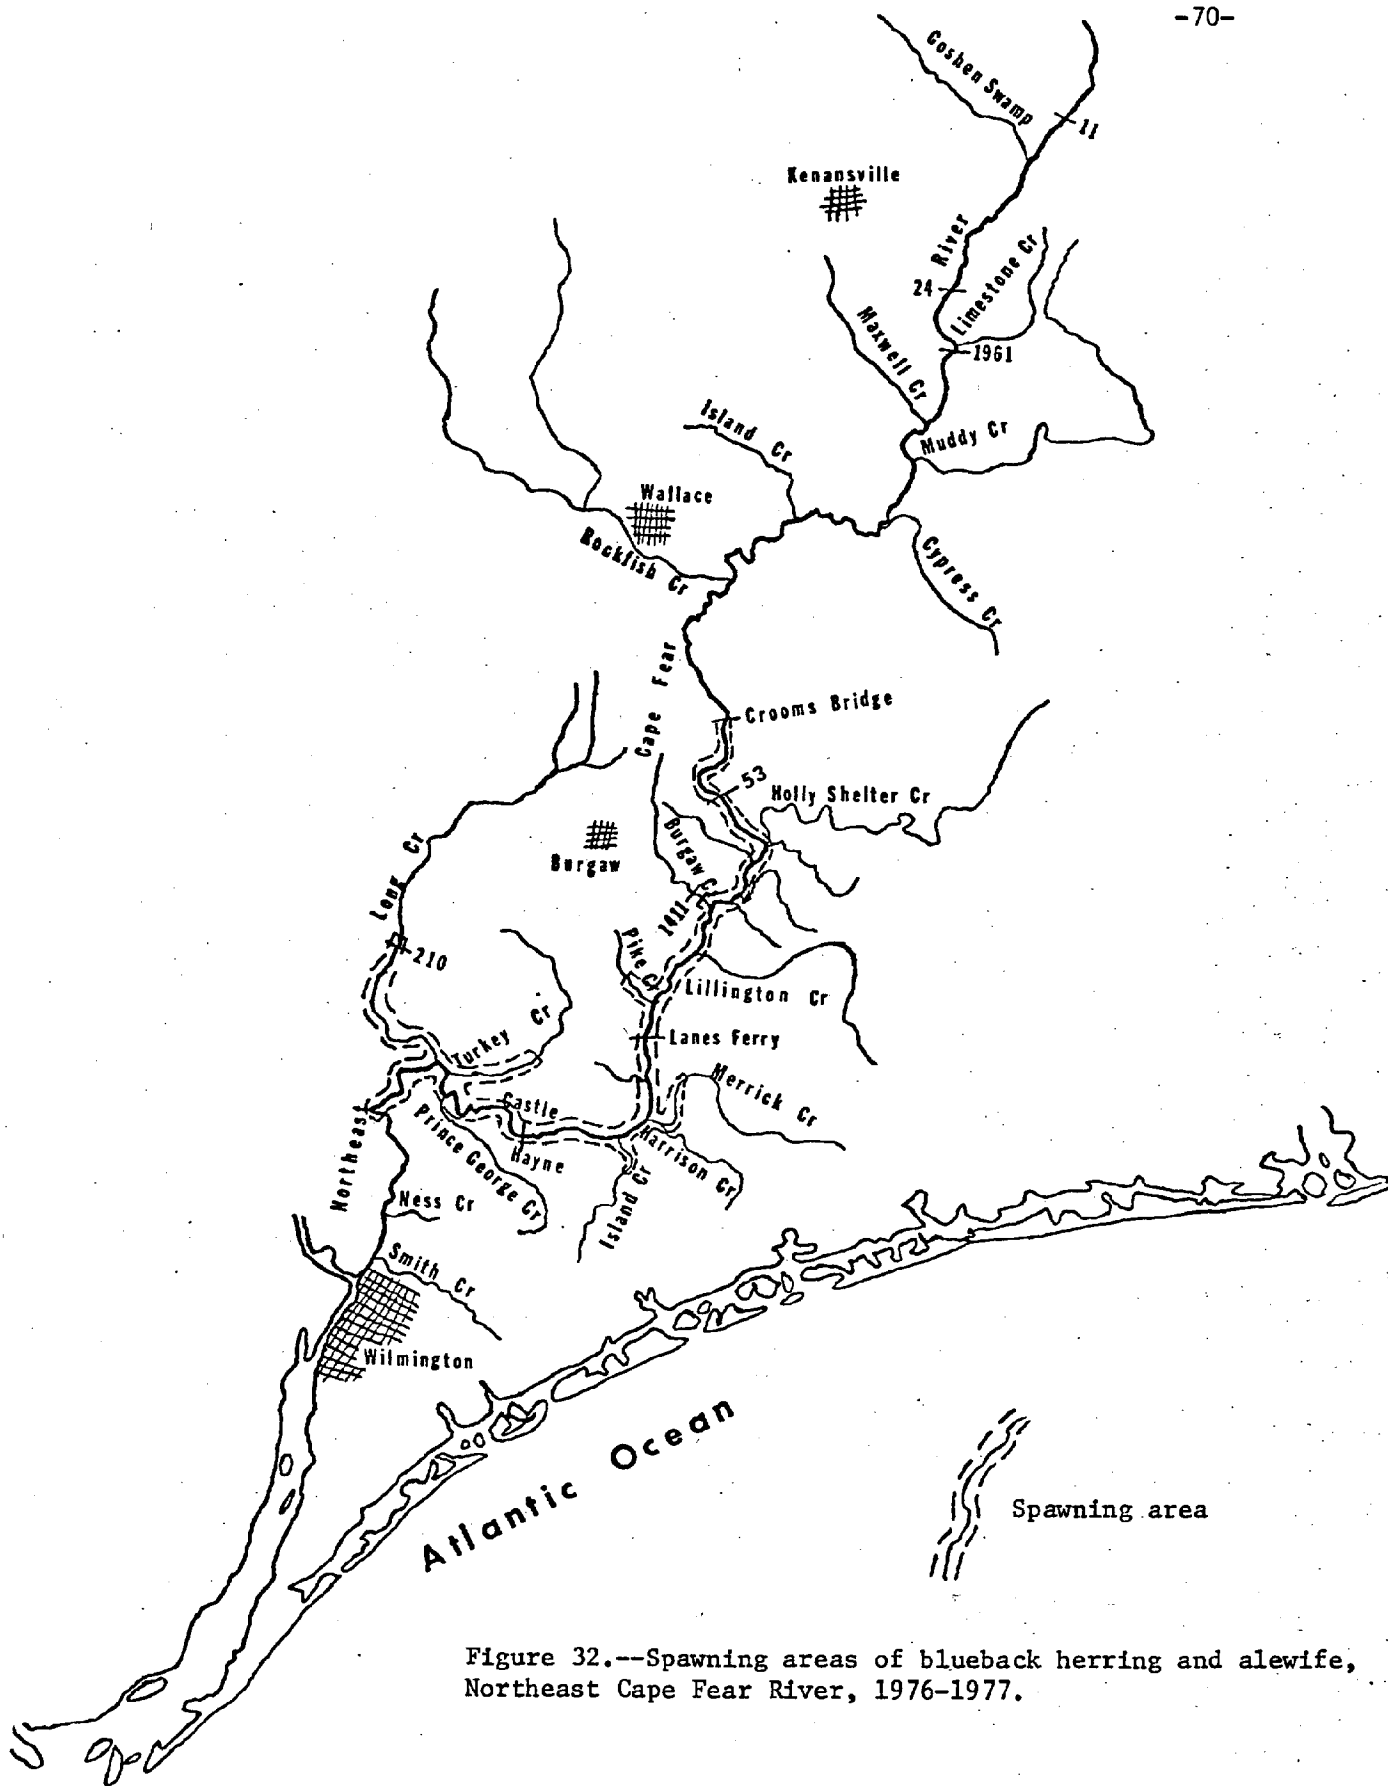 -70-
Goshen Swamp
11
Kenansville
River
24
Limestone Cr
1961
Maxwell Cr
Island Cr
Muddy Cr
Wallace
Rockfish Cr
Cypress Cr
Cape Fear
Crooms Bridge
53
Holly Shelter Cr
Burgaw
Burgaw C
Long Cr
1411
210
Pike Cr
Lillington Cr
Turkey Cr
Lanes Ferry
Merrick Cr
Castle
Hayne
Prince George Cr
Harrison Cr
Island Cr
Northeast
Ness Cr
Smith Cr
Wilmington
Atlantic Ocean
Spawning area
Figure 32.--Spawning areas of blueback herring and alewife,
Northeast Cape Fear River, 1976-1977.